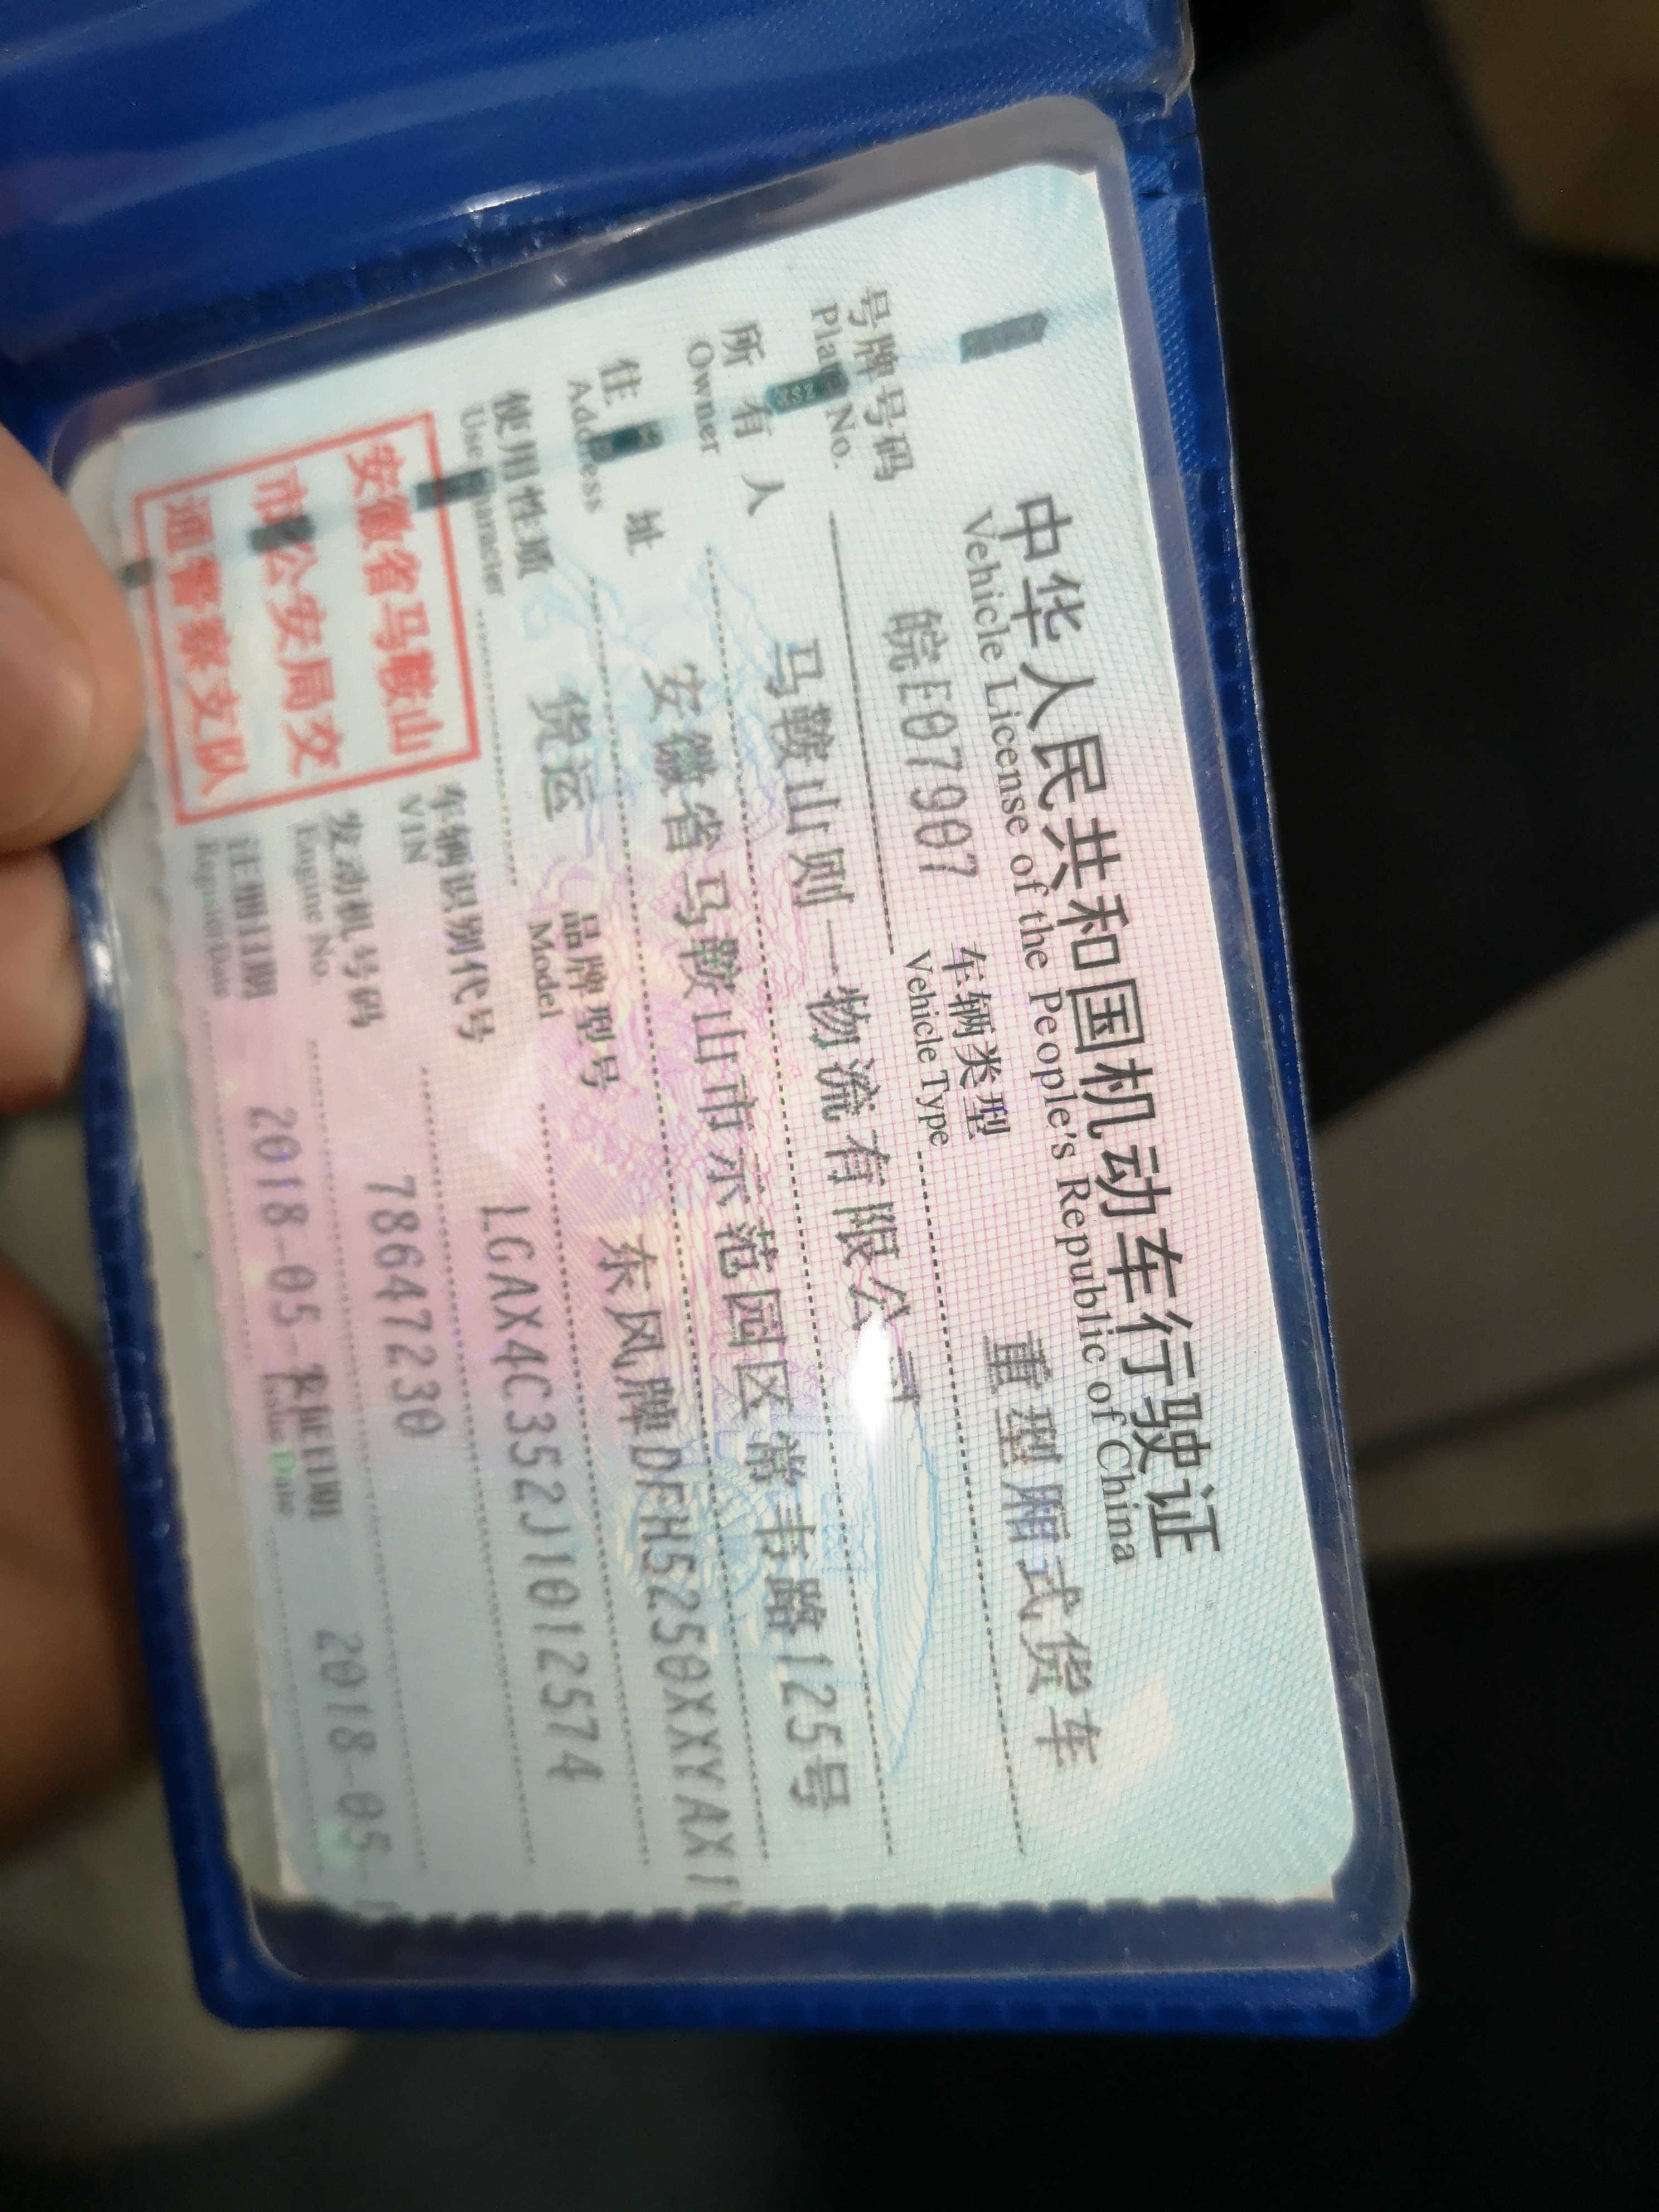 中华人民共和国机动车行驶证
Vehicle License of the People's Republic of China
号牌号码 皖E07907 车辆类型 重型厢式货车
Plate No. Vehicle Type
所有人 马鞍山则一物流有限公司
Owner
住址 安徽省马鞍山市示范园区常丰路125号
Address
使用性质 货运 品牌型号 东风牌DFH5250XXYAX1
Use Character Model
安徽省马鞍山
市公安局交
通警察支队
车辆识别代号 LGAX4C352J1012574
VIN
发动机号码 78647230
Engine No.
注册日期 2018-05- 发证日期 2018-05-
Register Date Issue Date